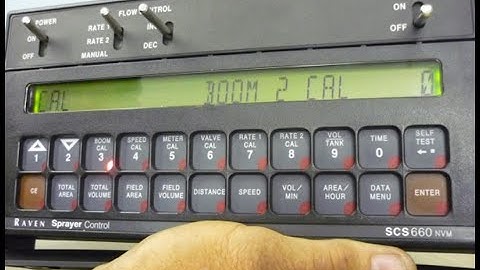 POWER
ON
OFF
FLOW CONTROL
RATE 1
RATE 2
MANUAL
INC
DEC
ON
OFF
CAL BOOM 2 CAL 0
1 2 BOOM CAL 3 SPEED CAL 4 METER CAL 5 VALVE CAL 6 RATE 1 CAL 7 RATE 2 CAL 8 VOL TANK 9 TIME 0 SELF TEST
CE TOTAL AREA TOTAL VOLUME FIELD AREA FIELD VOLUME DISTANCE SPEED VOL/MIN AREA/HOUR DATA MENU ENTER
RAVEN Sprayer Control SCS660 NVM